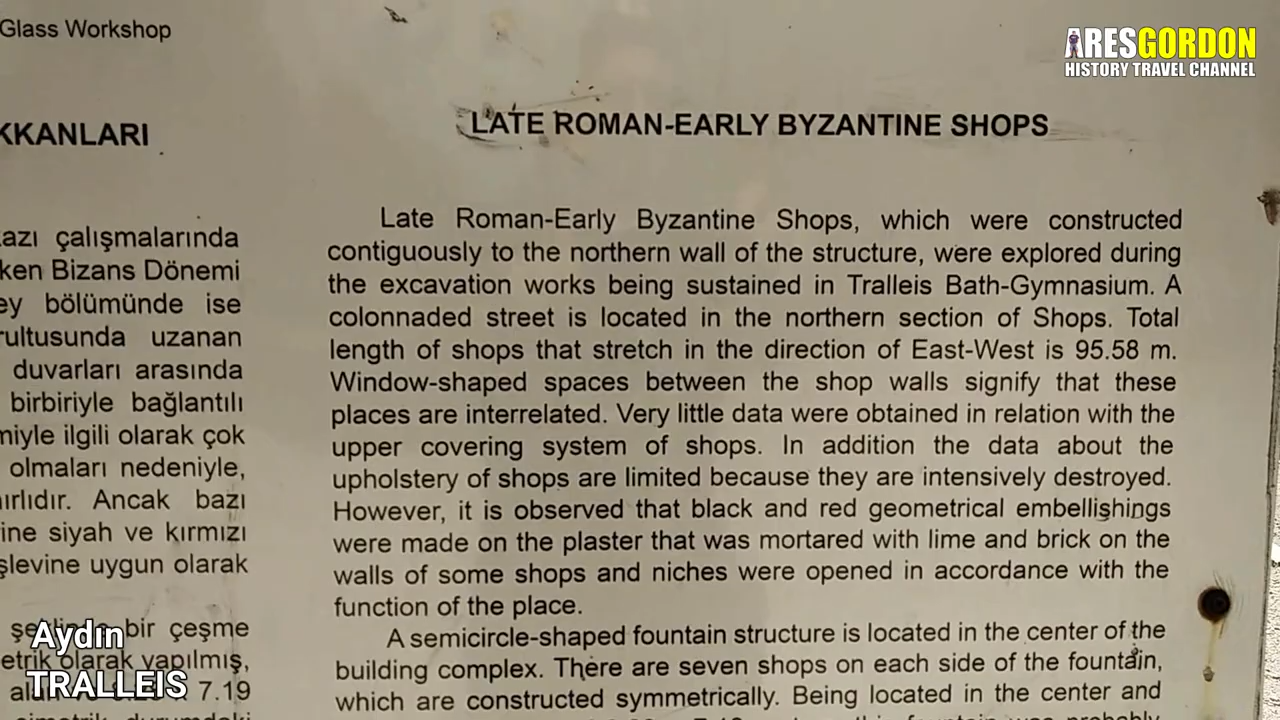 Glass Workshop
ARESGORDON
HISTORY TRAVEL CHANNEL
LATE ROMAN-EARLY BYZANTINE SHOPS
Late Roman-Early Byzantine Shops, which were constructed
contiguously to the northern wall of the structure, were explored during
the excavation works being sustained in Tralleis Bath-Gymnasium. A
colonnaded street is located in the northern section of Shops. Total
length of shops that stretch in the direction of East-West is 95.58 m.
Window-shaped spaces between the shop walls signify that these
places are interrelated. Very little data were obtained in relation with the
upper covering system of shops. In addition the data about the
upholstery of shops are limited because they are intensively destroyed.
However, it is observed that black and red geometrical embellishings
were made on the plaster that was mortared with lime and brick on the
walls of some shops and niches were opened in accordance with the
function of the place.
A semicircle-shaped fountain structure is located in the center of the
building complex. There are seven shops on each side of the fountain,
which are constructed symmetrically. Being located in the center and
KKANLARI
azı çalışmalarında
ken Bizans Dönemi
ey bölümünde ise
rultusunda uzanan
duvarları arasında
birbiriyle bağlantılı
miyle ilgili olarak çok
olmaları nedeniyle,
ırlıdır. Ancak bazı
ine siyah ve kırmızı
şlevine uygun olarak
bir çeşme
etrik olarak yapılmış,
7.19
Aydın
TRALLEIS